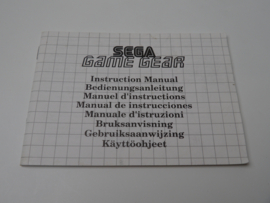 SEGA
GAME GEAR
Instruction Manual
Bedienungsanleitung
Manuel d'instructions
Manual de instrucciones
Manuale d'istruzioni
Bruksanvisning
Gebruiksaanwijzing
Käyttöohjeet